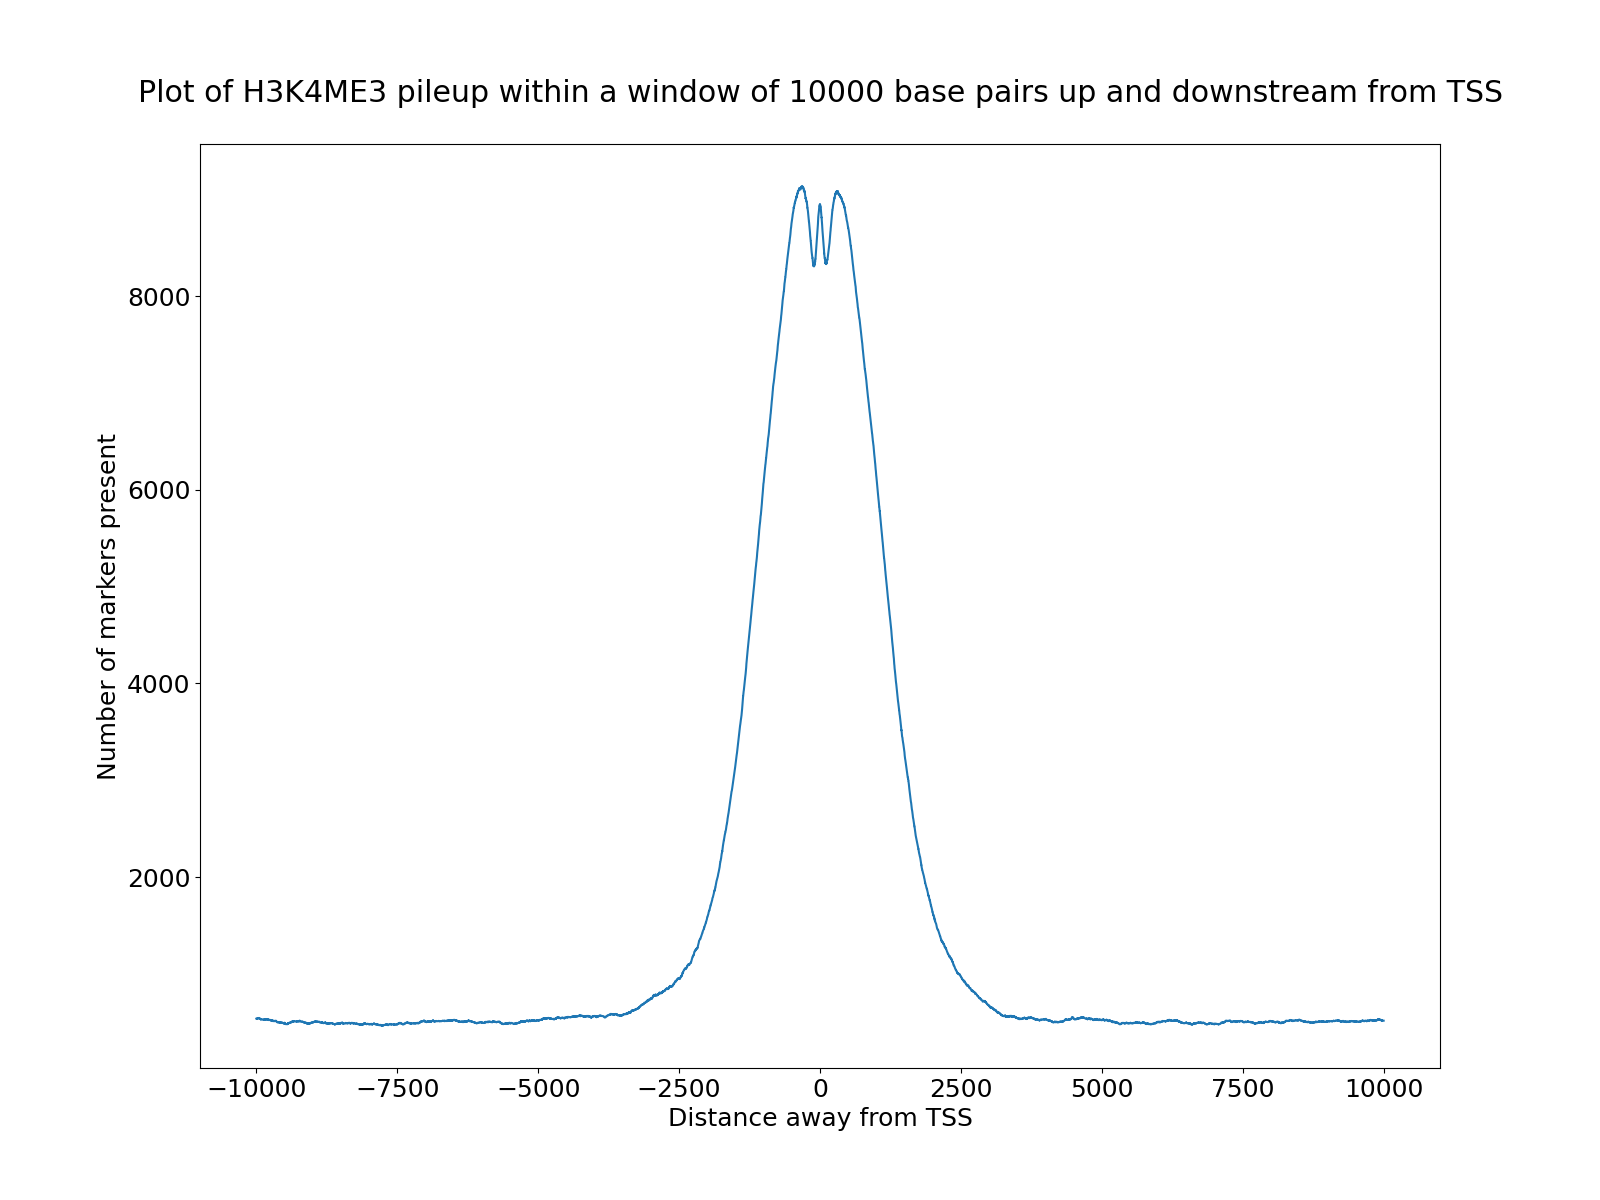 Plot of H3K4ME3 pileup within a window of 10000 base pairs up and downstream from TSS
Number of markers present
8000
6000
4000
2000
−10000 −7500 −5000 −2500 0 2500 5000 7500 10000
Distance away from TSS